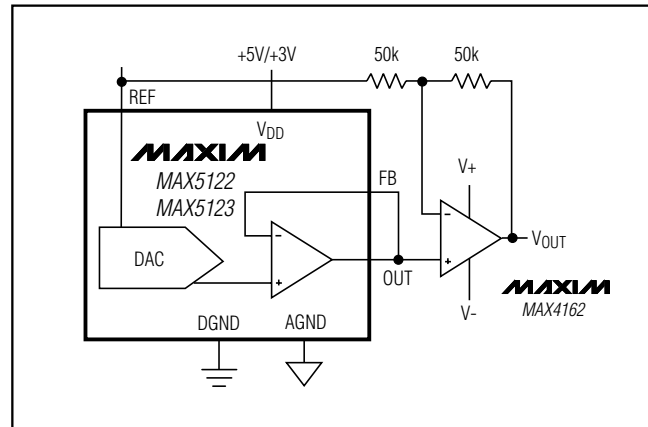 +5V/+3V
50k
50k
REF
VDD
MAXIM
MAX5122
MAX5123
FB
V+
DAC
-
+
-
+
VOUT
OUT
MAXIM
MAX4162
V-
DGND
AGND